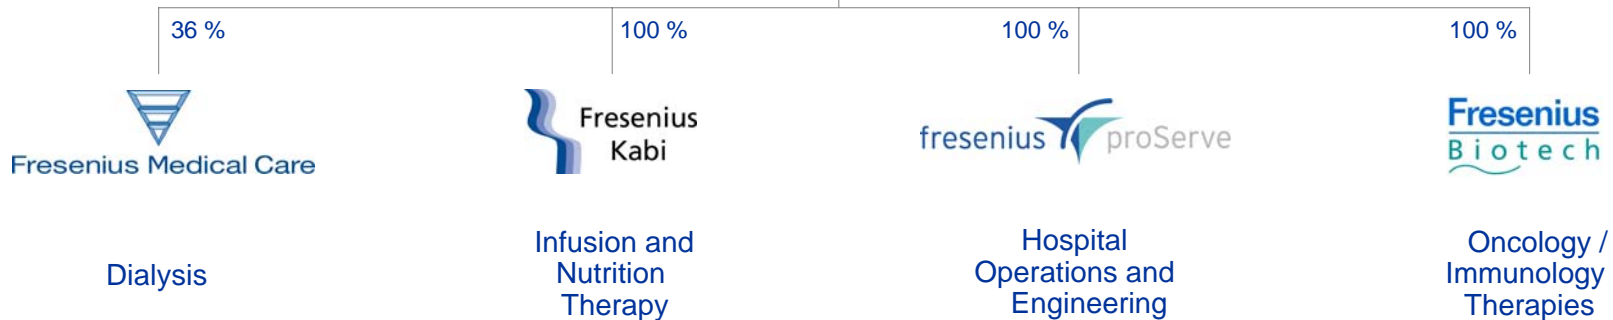 36 %
100 %
100 %
100 %
Fresenius Medical Care
Fresenius
Kabi
fresenius proServe
Fresenius
Biotech
Dialysis
Infusion and
Nutrition
Therapy
Hospital
Operations and
Engineering
Oncology /
Immunology
Therapies